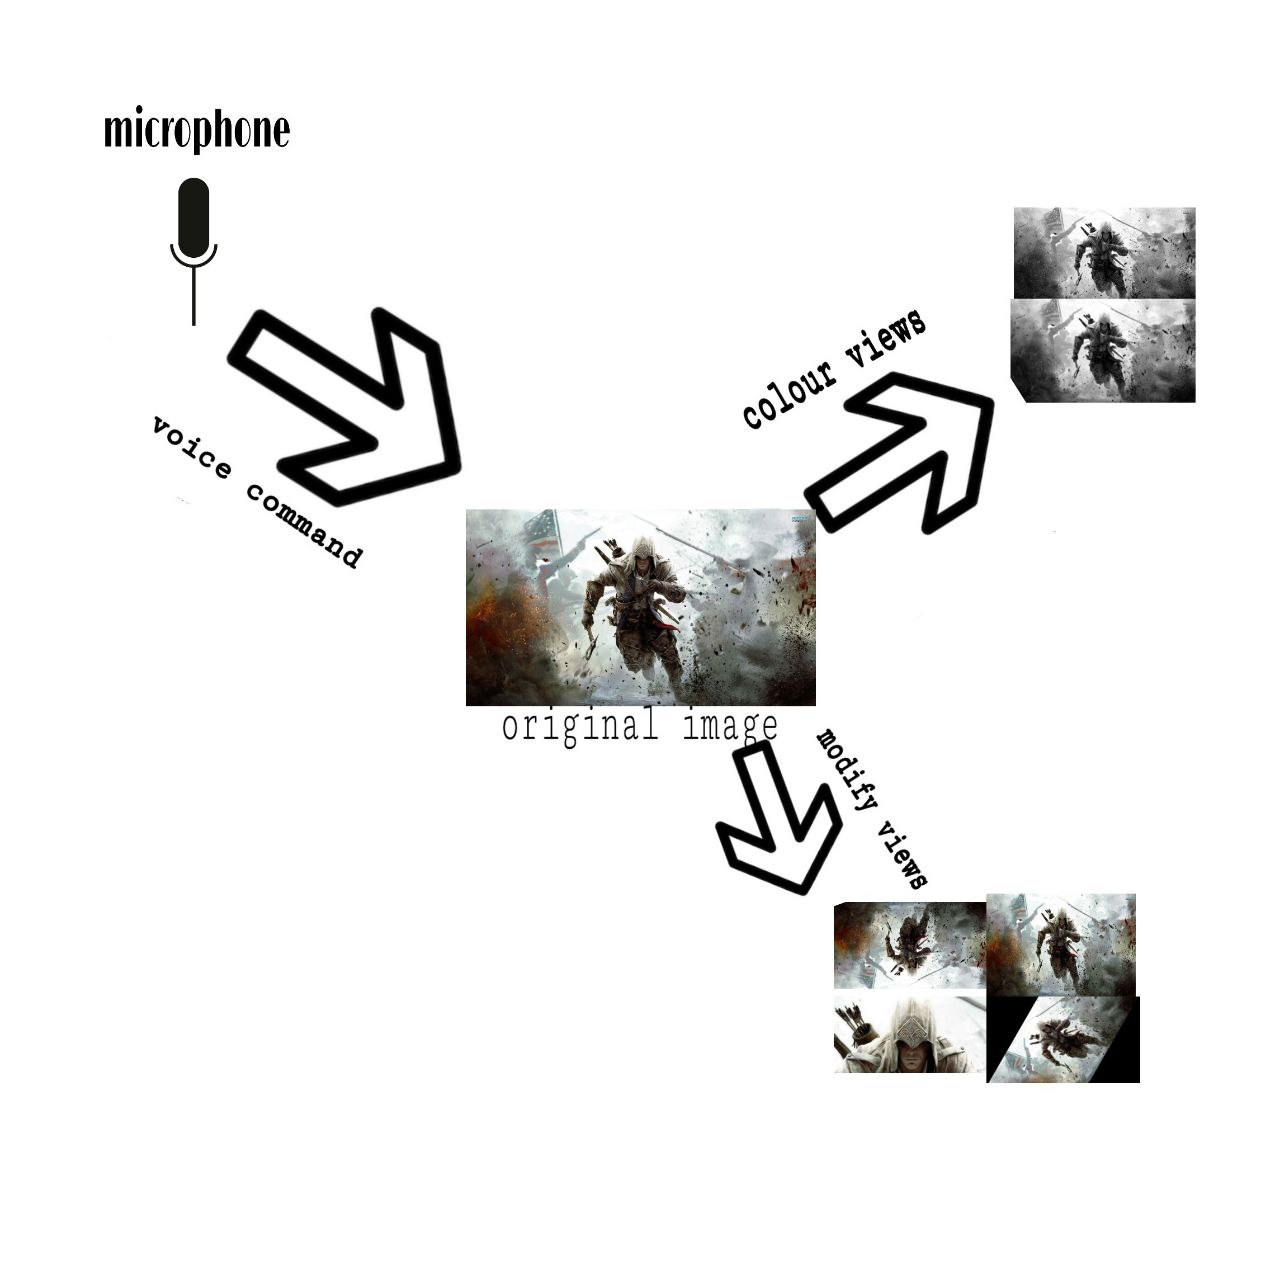 microphone
voice command
colour views
original image
modify views